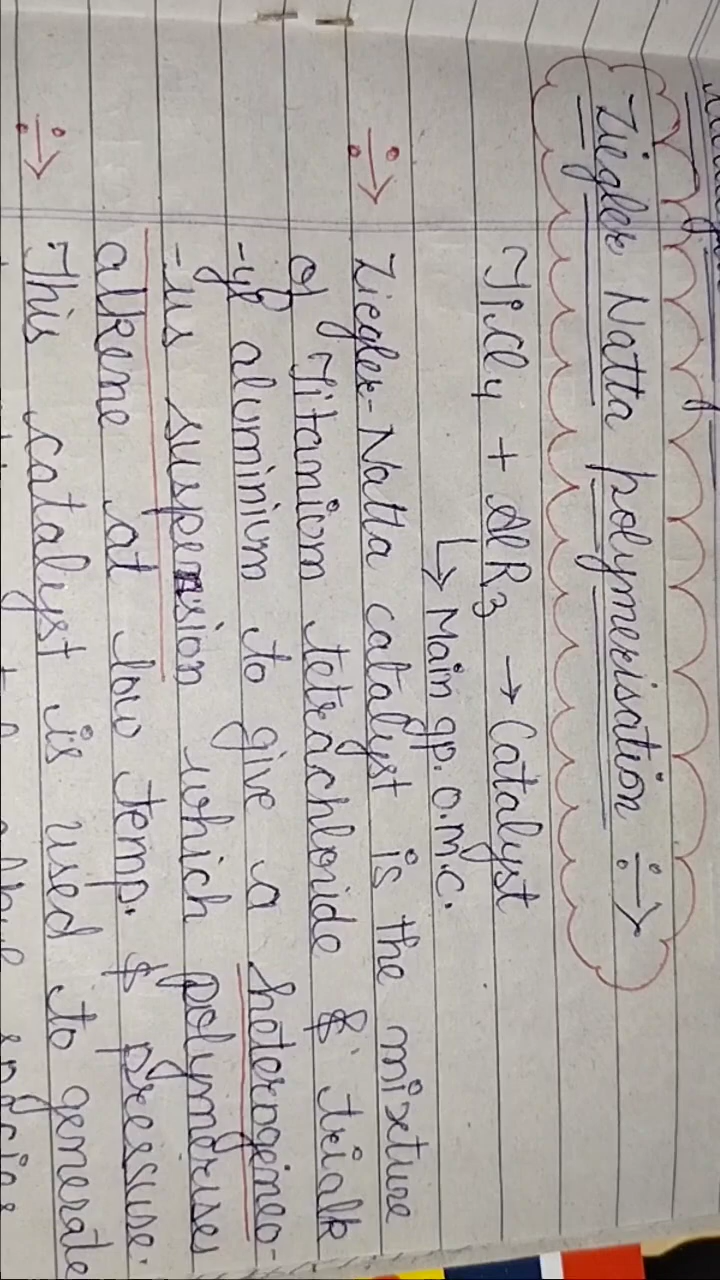 Ziegler Natta polymerisation ÷→
TiCl4 + AlR3 → Catalyst
↳ Main gp. O.M.C.
÷→ Ziegler-Natta catalyst is the mixture
of Titanium tetrachloride & trialk
-yl aluminium to give a heterogineo-
-us suspension which polymerises
alkene at low temp. & pressure.
÷→ This catalyst is used to generate